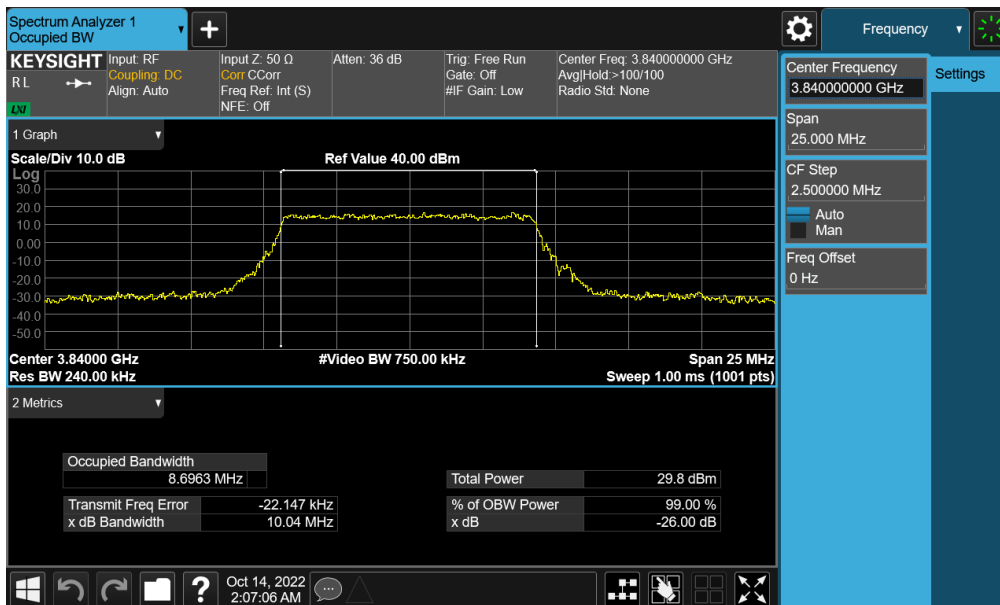 Spectrum Analyzer 1
Occupied BW
Frequency
KEYSIGHT
R L
LXI
Input: RF
Coupling: DC
Align: Auto
Input Z: 50 Ω
Corr CCorr
Freq Ref: Int (S)
NFE: Off
Atten: 36 dB
Trig: Free Run
Gate: Off
#IF Gain: Low
Center Freq: 3.840000000 GHz
Avg|Hold:>100/100
Radio Std: None
Center Frequency
3.840000000 GHz
Settings
Span
25.000 MHz
CF Step
2.500000 MHz
Auto
Man
Freq Offset
0 Hz
1 Graph
Scale/Div 10.0 dB
Ref Value 40.00 dBm
Log
30.0
20.0
10.0
0.00
-10.0
-20.0
-30.0
-40.0
-50.0
Center 3.84000 GHz
#Video BW 750.00 kHz
Span 25 MHz
Res BW 240.00 kHz
Sweep 1.00 ms (1001 pts)
2 Metrics
Occupied Bandwidth
8.6963 MHz
Total Power 29.8 dBm
Transmit Freq Error -22.147 kHz
% of OBW Power 99.00 %
x dB Bandwidth 10.04 MHz
x dB -26.00 dB
?
Oct 14, 2022
2:07:06 AM